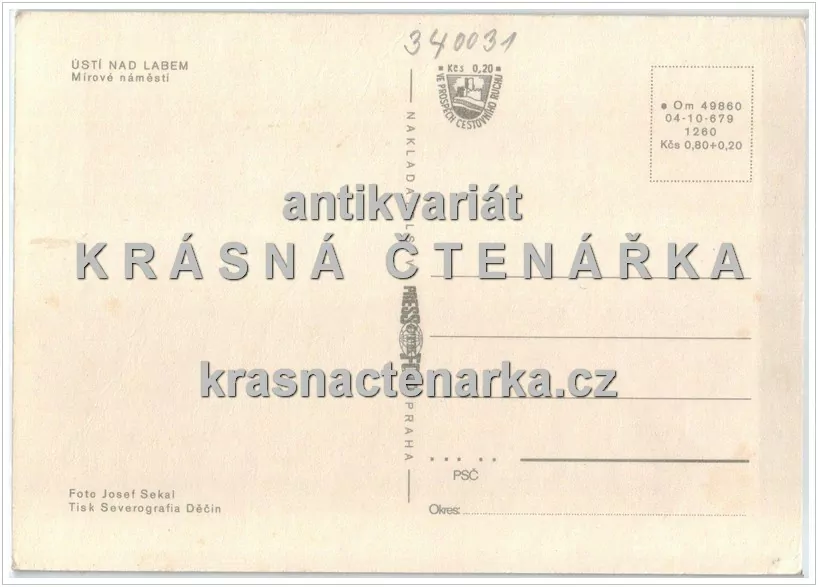 340031
ÚSTÍ NAD LABEM
Mírové náměstí
Kčs 0,20
VE PROSPĚCH CESTOVNÍHO RUCHU
Om 49860
04-10-679
1260
Kčs 0,80+0,20
antikvariát
KRÁSNÁ ČTENÁŘKA
krasnactenarka.cz
PRAHA
PSČ
Okres:
Foto Josef Sekal
Tisk Severografia Děčín